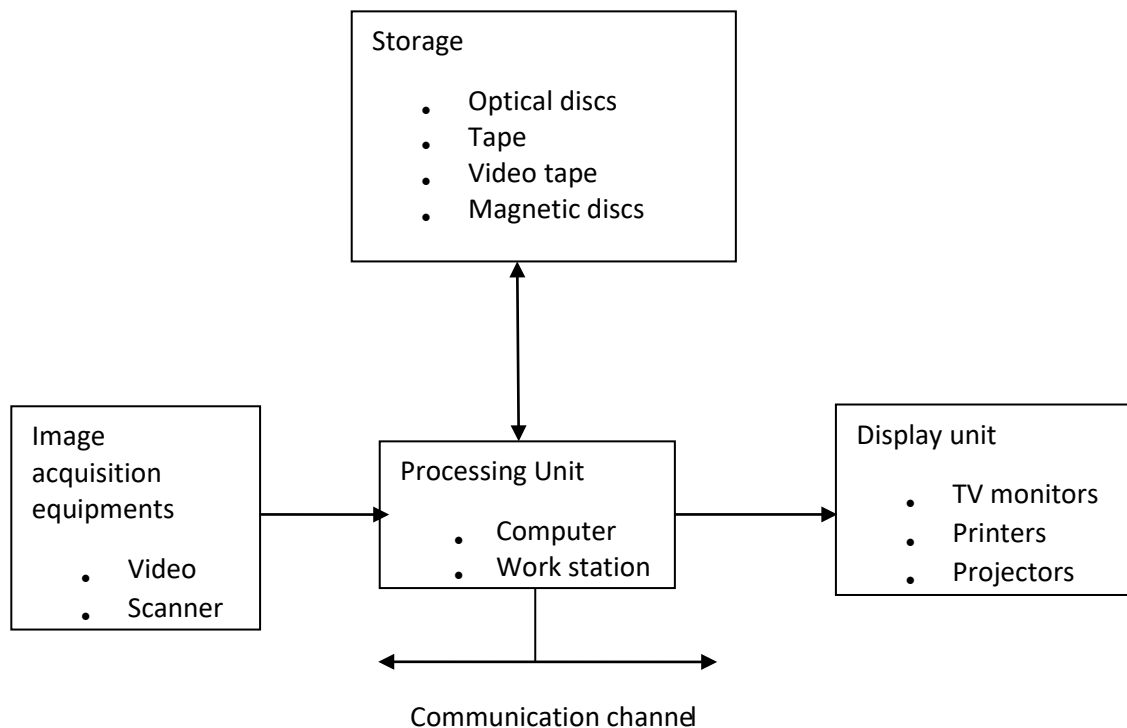 Storage
• Optical discs
• Tape
• Video tape
• Magnetic discs
Image
acquisition
equipments
• Video
• Scanner
Processing Unit
• Computer
• Work station
Display unit
• TV monitors
• Printers
• Projectors
Communication channel